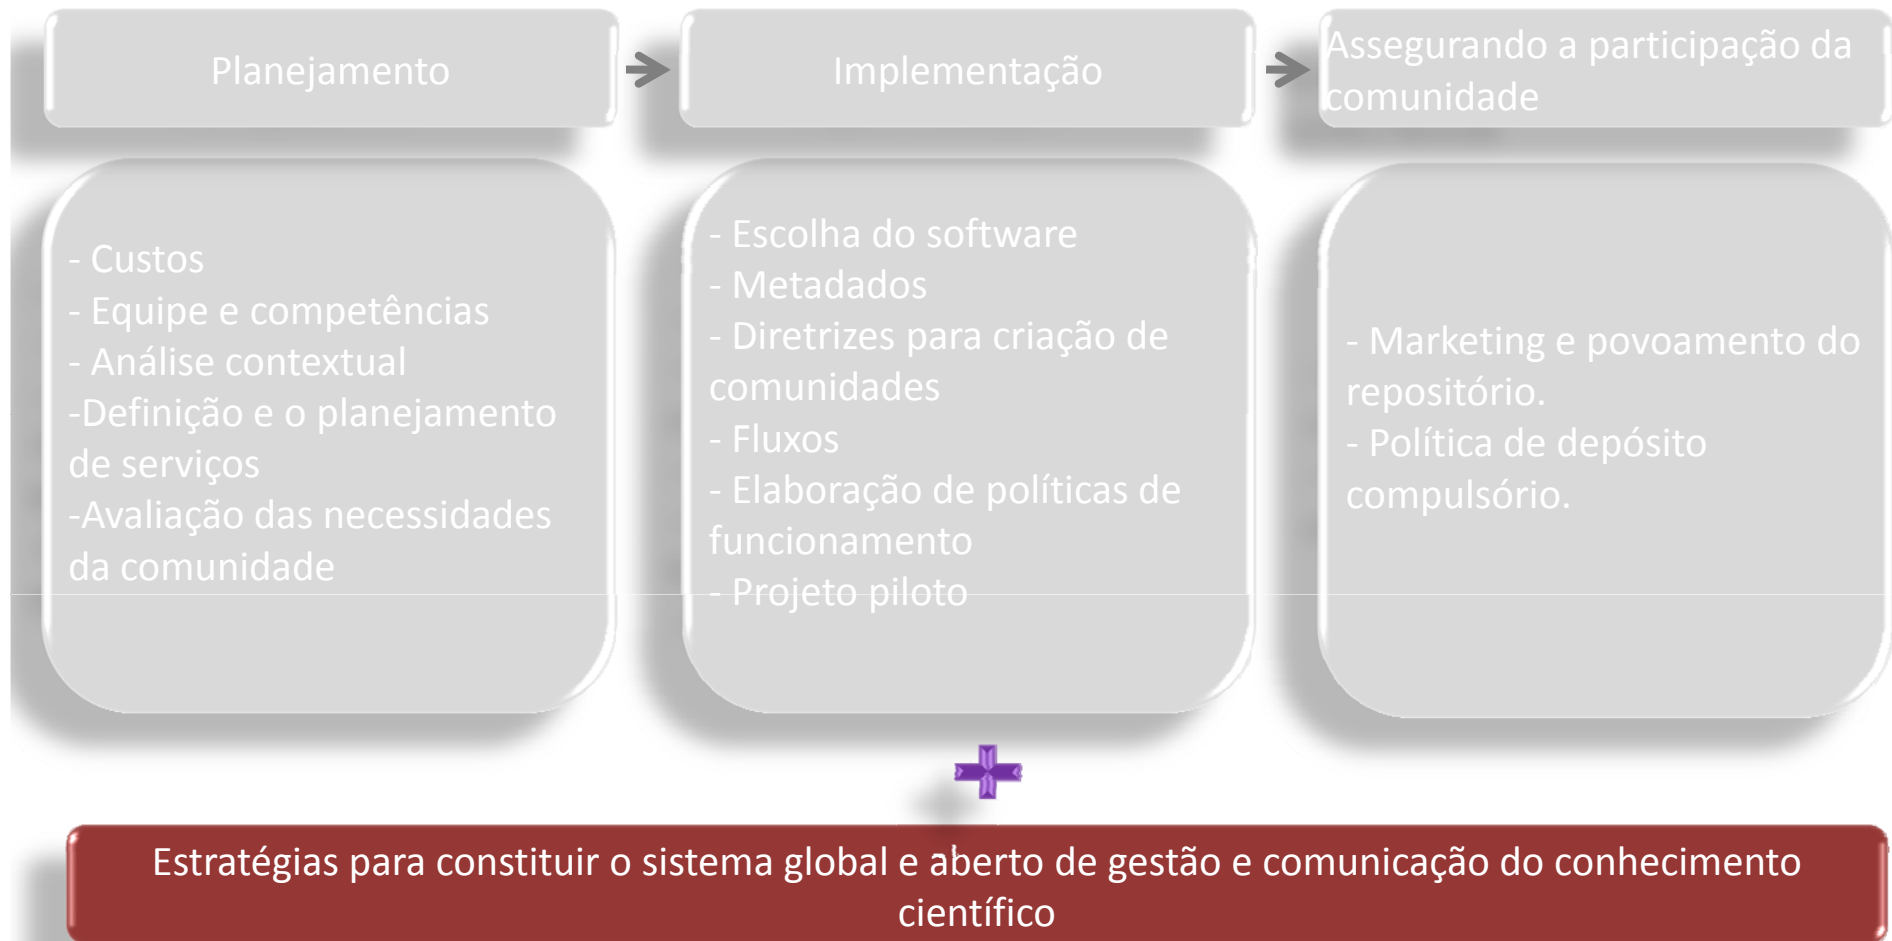 Planejamento
Implementação
Assegurando a participação da
comunidade
- Custos
- Equipe e competências
- Análise contextual
-Definição e o planejamento
de serviços
-Avaliação das necessidades
da comunidade
- Escolha do software
- Metadados
- Diretrizes para criação de
comunidades
- Fluxos
- Elaboração de políticas de
funcionamento
- Projeto piloto
- Marketing e povoamento do
repositório.
- Política de depósito
compulsório.
Estratégias para constituir o sistema global e aberto de gestão e comunicação do conhecimento
científico